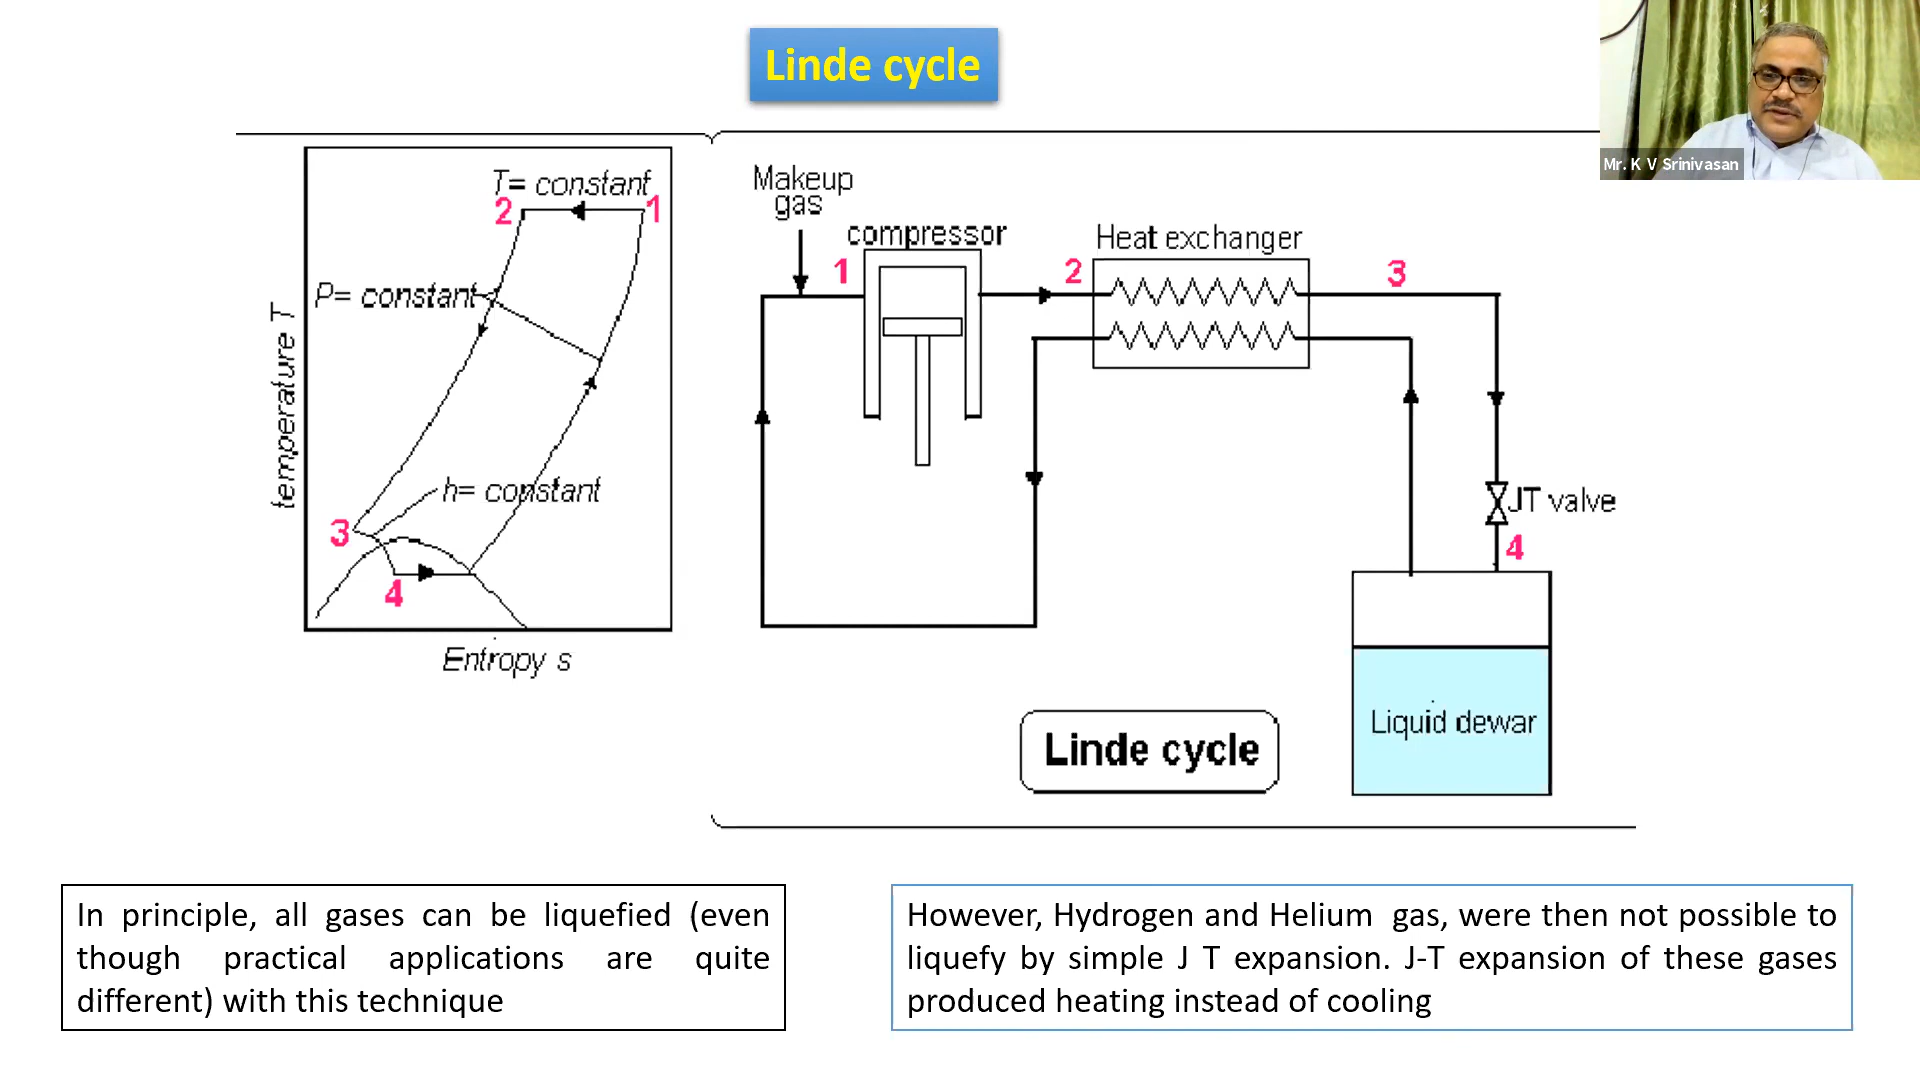 Linde cycle
Mr. K V Srinivasan
T= constant
2
1
P= constant
temperature T
h= constant
3
4
Entropy s
Makeup
gas
compressor
1
2
Heat exchanger
3
JT valve
4
Liquid dewar
Linde cycle
In principle, all gases can be liquefied (even
though practical applications are quite
different) with this technique
However, Hydrogen and Helium gas, were then not possible to
liquefy by simple J T expansion. J-T expansion of these gases
produced heating instead of cooling